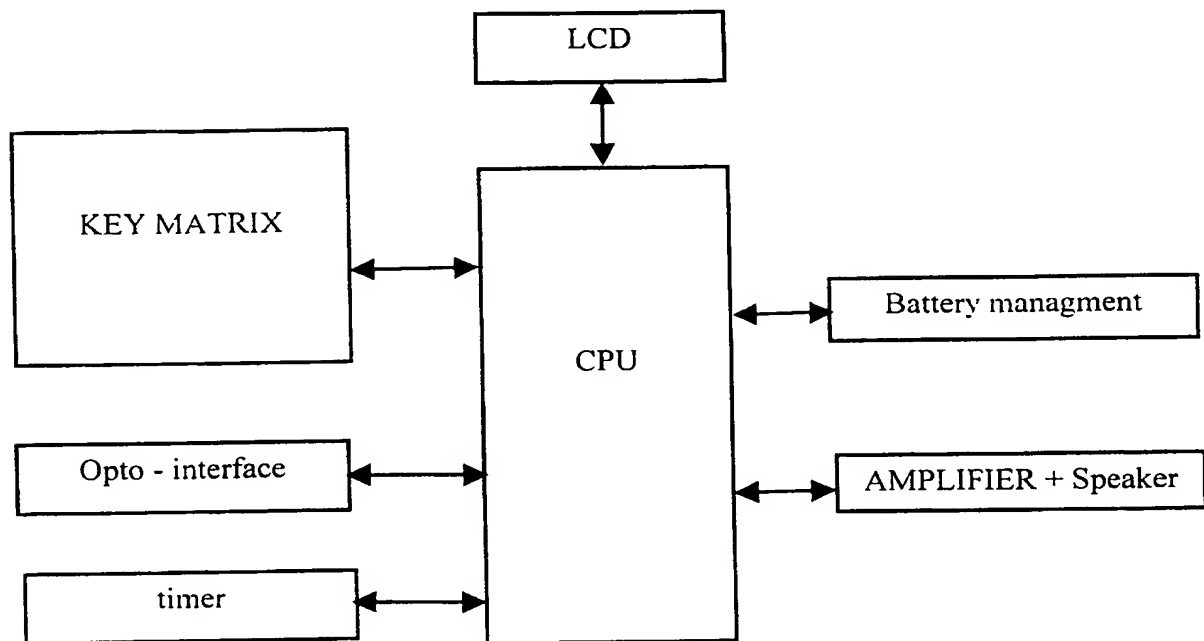 LCD
KEY MATRIX
Battery managment
CPU
Opto - interface
AMPLIFIER + Speaker
timer